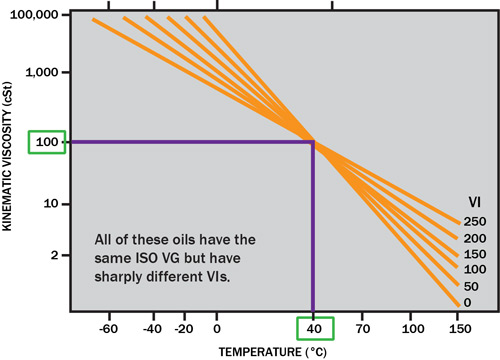 KINEMATIC VISCOSITY (cSt)
100,000
1,000
100
10
2
All of these oils have the
same ISO VG but have
sharply different VIs.
VI
250
200
150
100
50
0
-60 -40 -20 0 40 70 100 150
TEMPERATURE (°C)